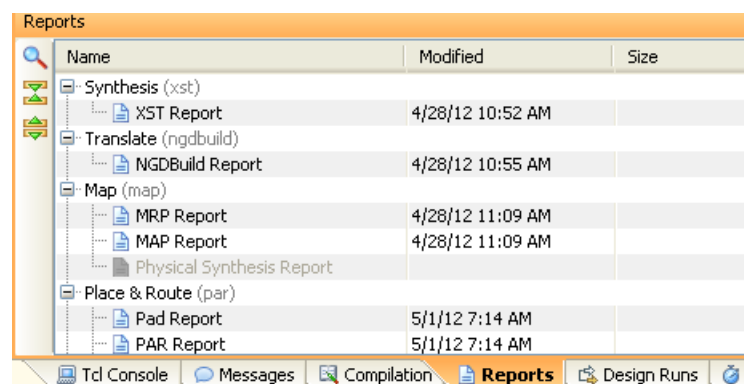 Reports
Name Modified Size
Synthesis (xst)
XST Report 4/28/12 10:52 AM
Translate (ngdbuild)
NGDBuild Report 4/28/12 10:55 AM
Map (map)
MRP Report 4/28/12 11:09 AM
MAP Report 4/28/12 11:09 AM
Physical Synthesis Report
Place & Route (par)
Pad Report 5/1/12 7:14 AM
PAR Report 5/1/12 7:14 AM
Tcl Console Messages Compilation Reports Design Runs